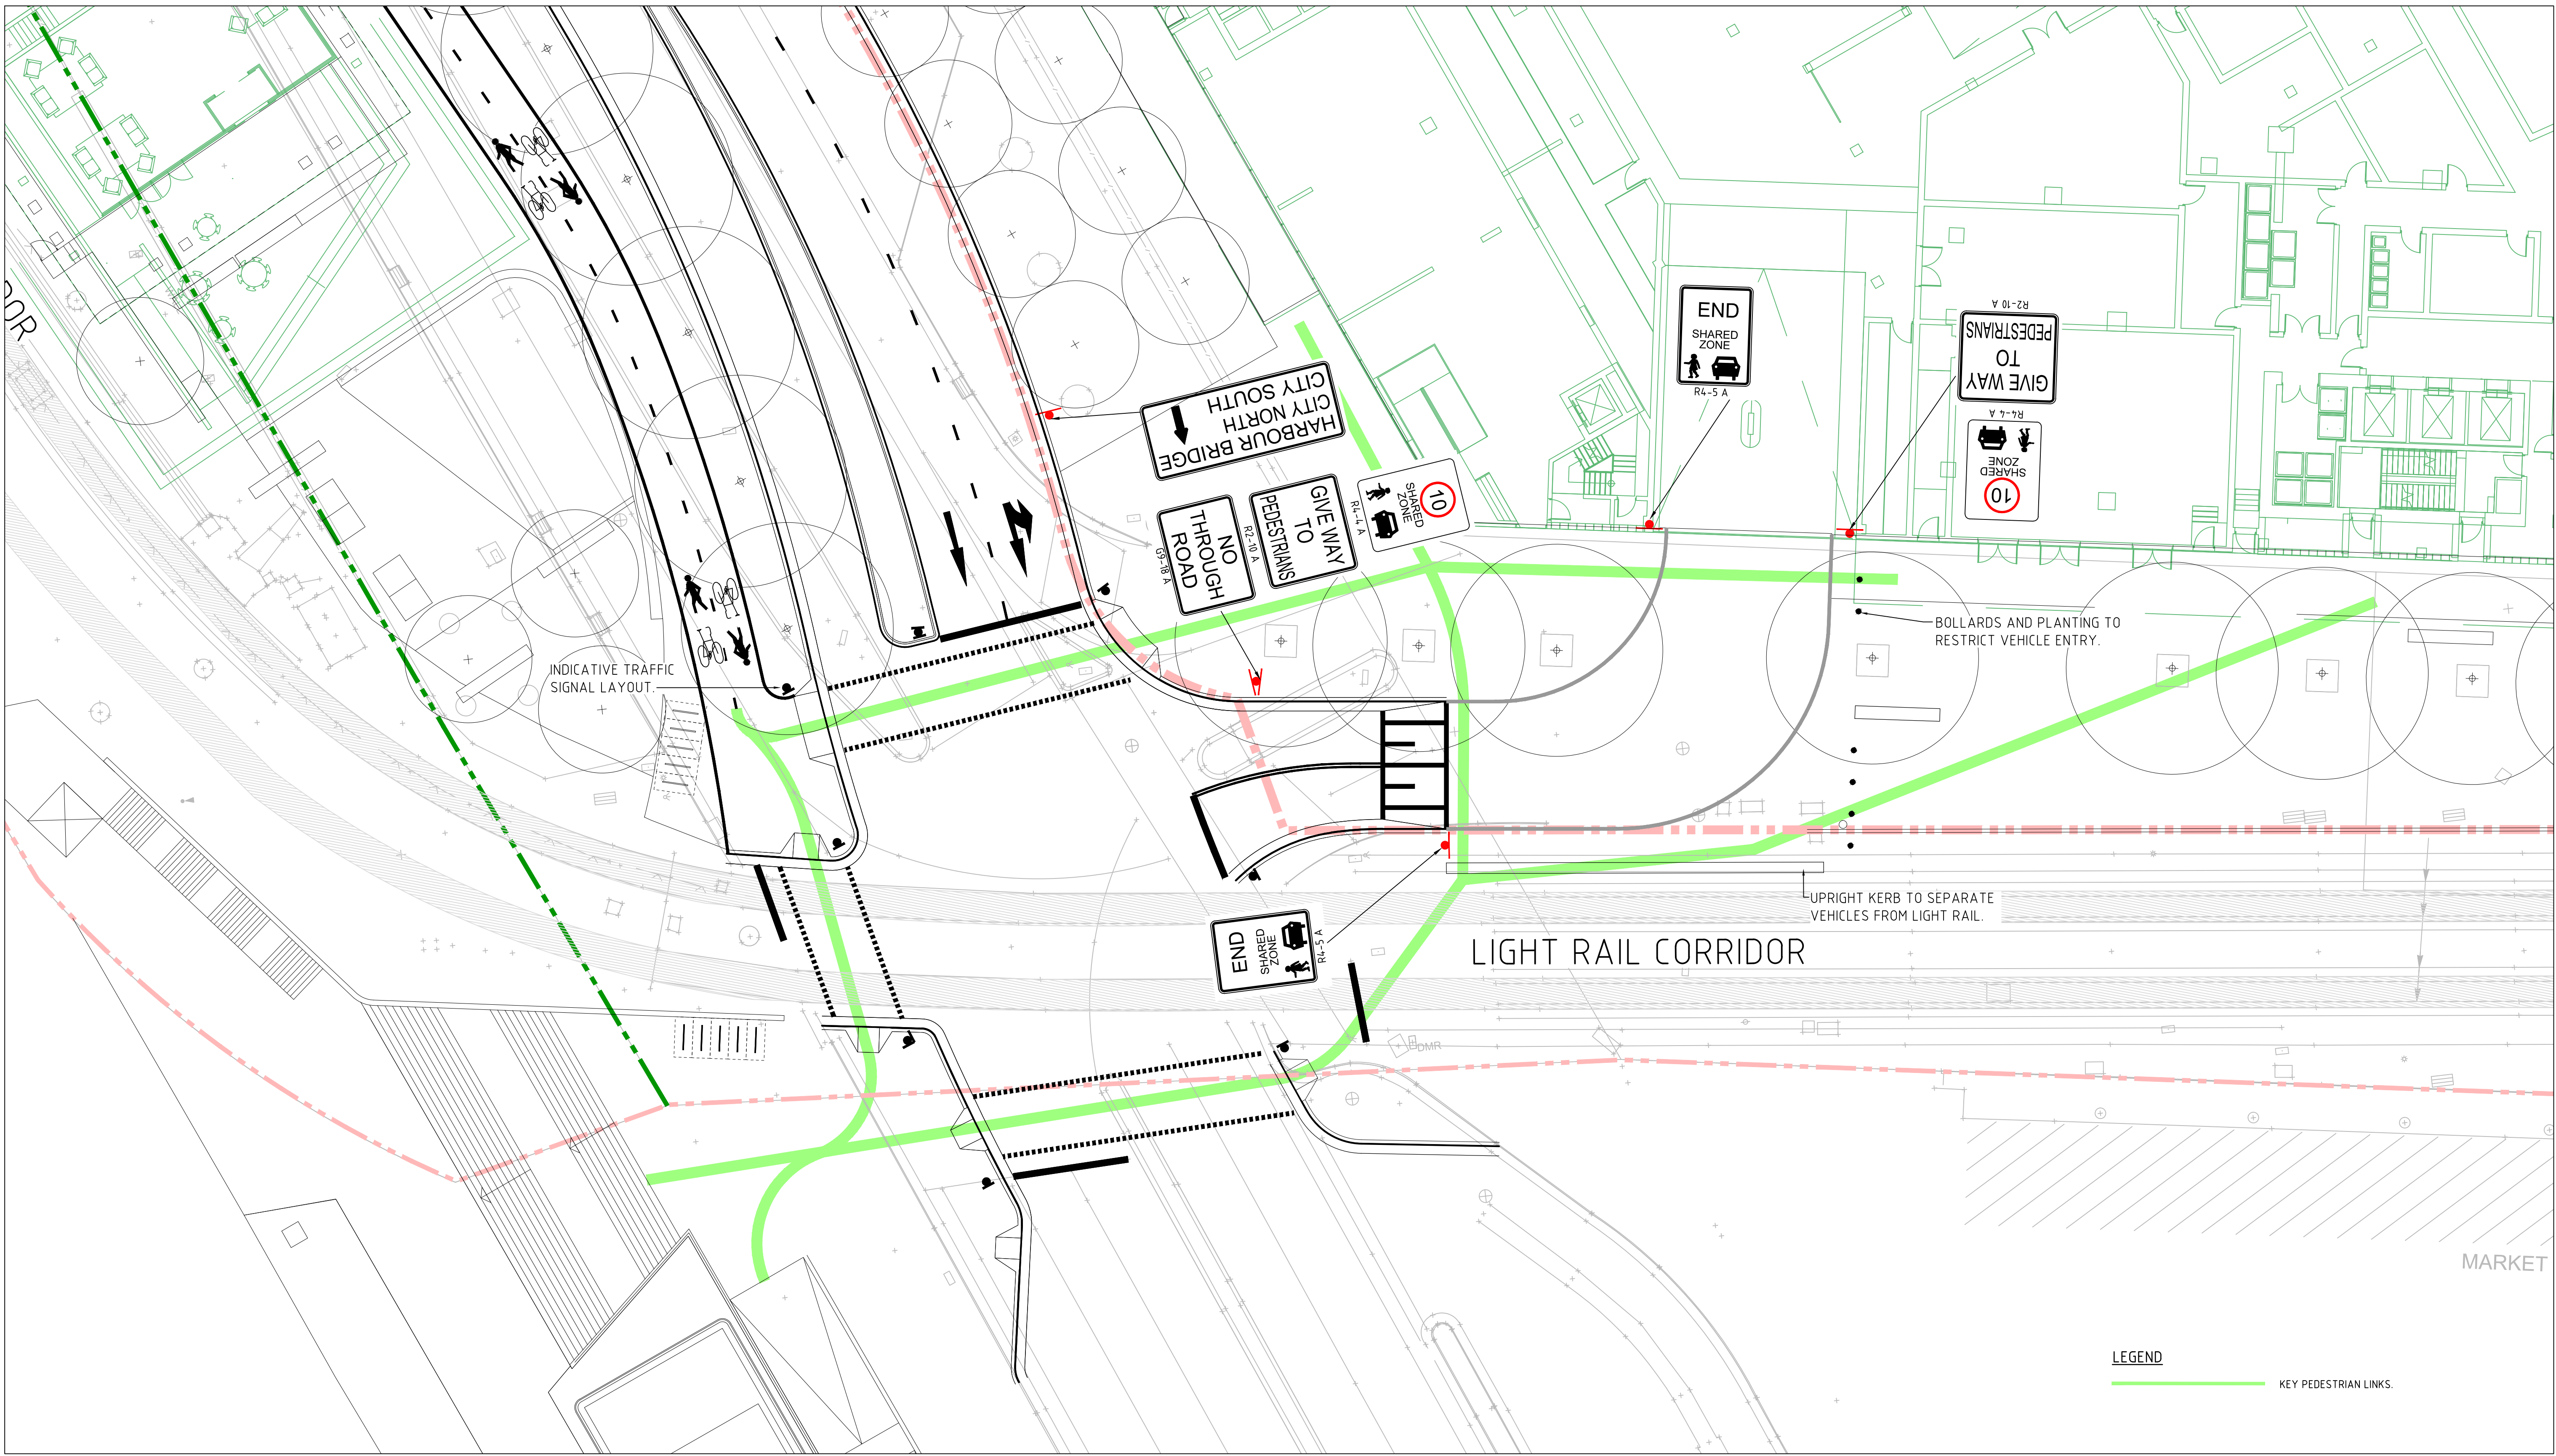 DOR
HARBOUR BRIDGE
CITY NORTH
CITY SOUTH
END
SHARED
ZONE
R4-5 A
R2-10 A
GIVE WAY
TO
PEDESTRIANS
R4-4 A
10
SHARED
ZONE
NO
THROUGH
ROAD
G9-18 A
GIVE WAY
TO
PEDESTRIANS
R2-10 A
10
SHARED
ZONE
R4-4 A
BOLLARDS AND PLANTING TO
RESTRICT VEHICLE ENTRY.
INDICATIVE TRAFFIC
SIGNAL LAYOUT.
UPRIGHT KERB TO SEPARATE
VEHICLES FROM LIGHT RAIL.
END
SHARED
ZONE
R4-5 A
LIGHT RAIL CORRIDOR
DMR
MARKET
LEGEND
KEY PEDESTRIAN LINKS.